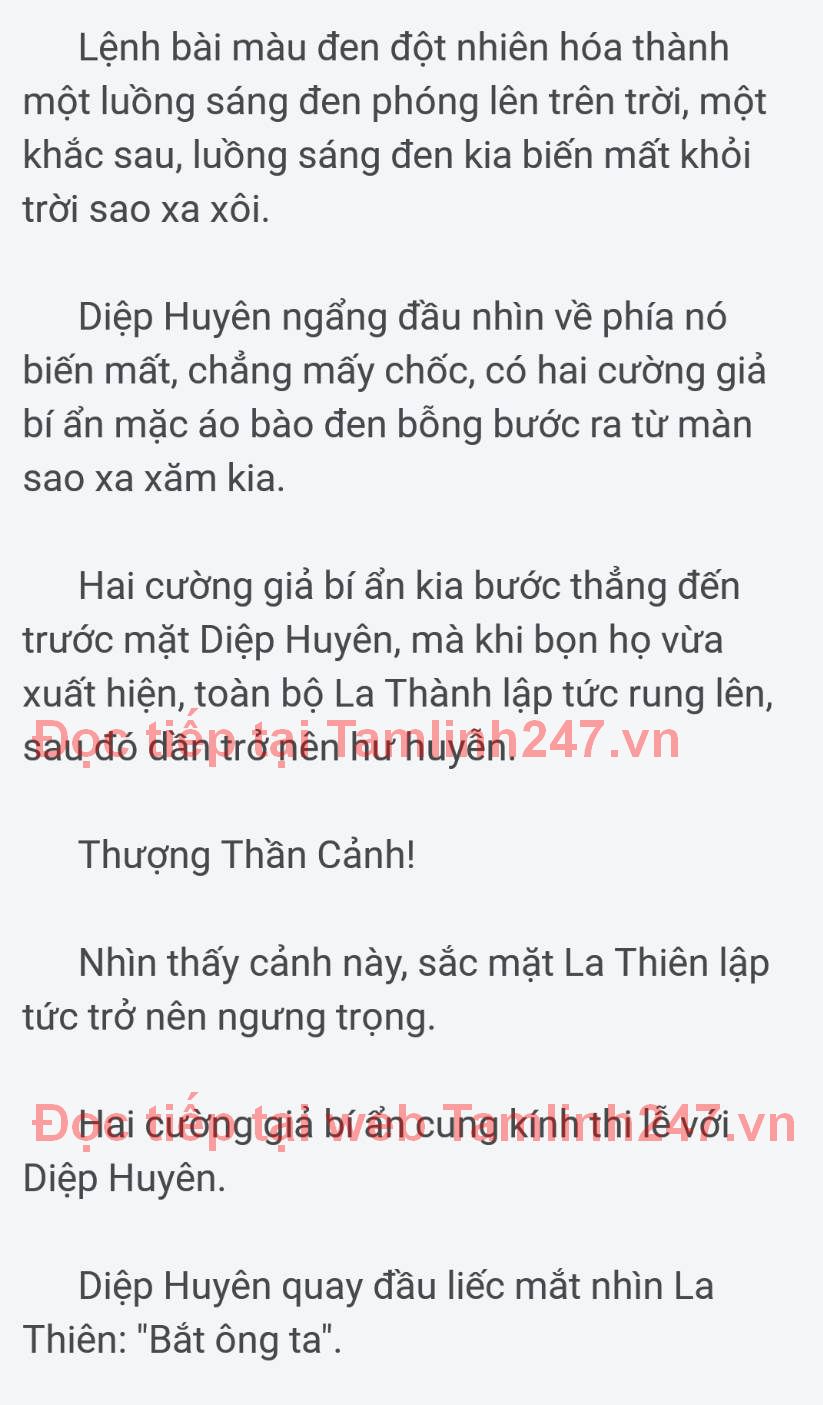 Lệnh bài màu đen đột nhiên hóa thành
một luồng sáng đen phóng lên trên trời, một
khắc sau, luồng sáng đen kia biến mất khỏi
trời sao xa xôi.
Diệp Huyên ngẩng đầu nhìn về phía nó
biến mất, chẳng mấy chốc, có hai cường giả
bí ẩn mặc áo bào đen bỗng bước ra từ màn
sao xa xăm kia.
Hai cường giả bí ẩn kia bước thẳng đến
trước mặt Diệp Huyên, mà khi bọn họ vừa
xuất hiện, toàn bộ La Thành lập tức rung lên,
sau đó dần trở nên hư huyễn.
Đọc tiếp tại Tamlinh247.vn
Thượng Thần Cảnh!
Nhìn thấy cảnh này, sắc mặt La Thiên lập
tức trở nên ngưng trọng.
Hai cường giả bí ẩn cung kính thi lễ với
Đọc tiếp tại web Tamlinh247.vn
Diệp Huyên.
Diệp Huyên quay đầu liếc mắt nhìn La
Thiên: "Bắt ông ta".